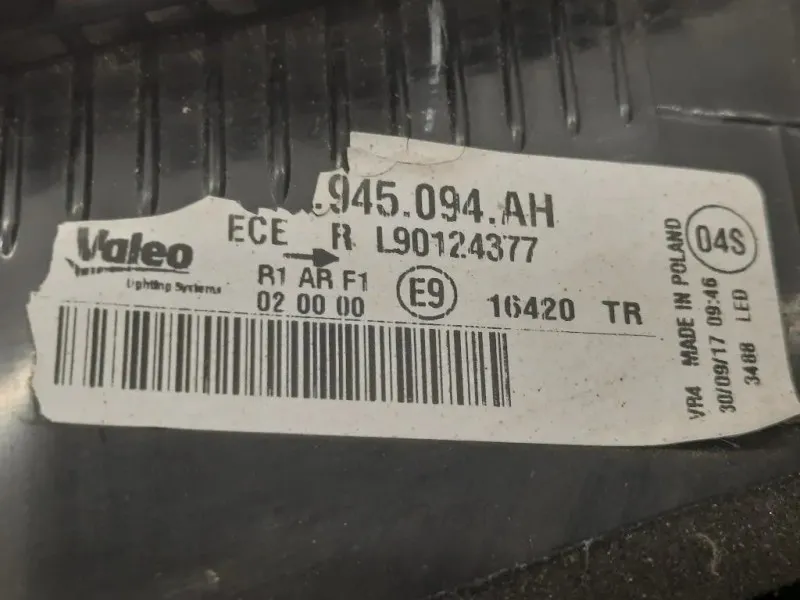 .945.094.AH
Valeo
Lighting Systems
ECE R L90124377
R1 AR F1
02 00 00
E9
16420 TR
VR4 MADE IN POLAND
30/09/17 09:46
3488 LED
04S